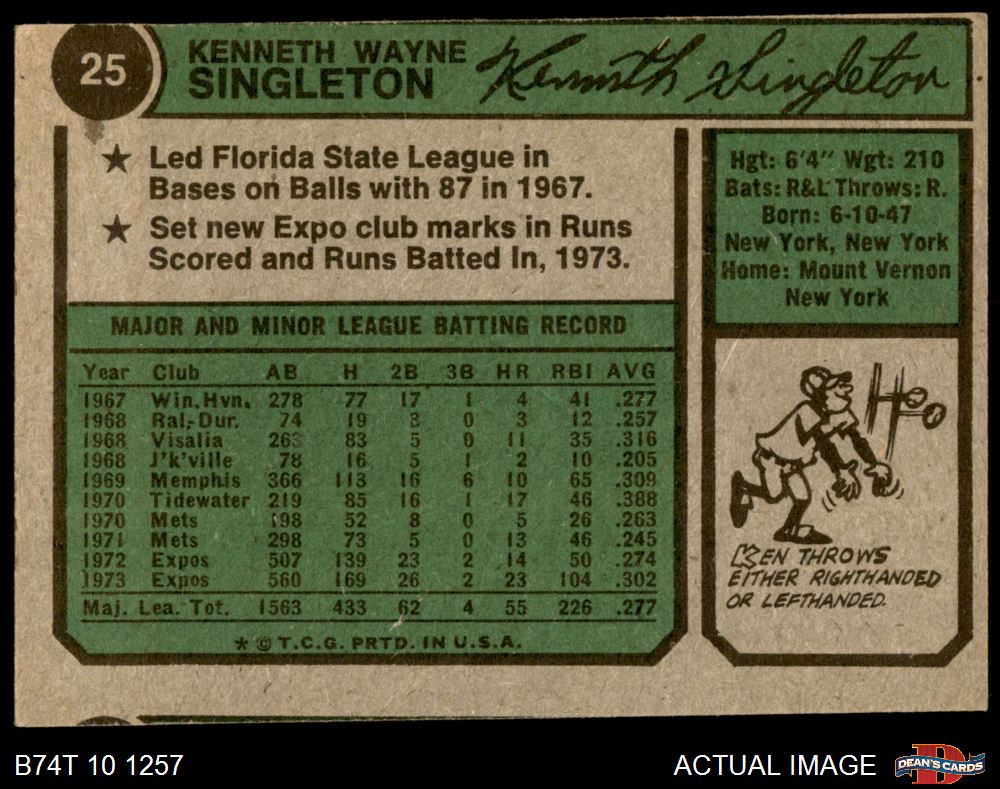 25
KENNETH WAYNE
SINGLETON
Kenneth Singleton
★ Led Florida State League in
Bases on Balls with 87 in 1967.
★ Set new Expo club marks in Runs
Scored and Runs Batted In, 1973.
Hgt: 6'4" Wgt: 210
Bats: R&L Throws: R.
Born: 6-10-47
New York, New York
Home: Mount Vernon
New York
MAJOR AND MINOR LEAGUE BATTING RECORD
Year Club AB H 2B 3B HR RBI AVG
1967 Win. Hvn. 278 77 17 1 4 41 .277
1968 Ral.-Dur. 74 19 3 0 3 12 .257
1968 Visalia 263 83 5 0 11 35 .316
1968 J'k'ville 78 16 5 1 2 10 .205
1969 Memphis 366 113 16 6 10 65 .309
1970 Tidewater 219 85 16 1 17 46 .388
1970 Mets 198 52 8 0 5 26 .263
1971 Mets 298 73 5 0 13 46 .245
1972 Expos 507 139 23 2 14 50 .274
1973 Expos 560 169 26 2 23 104 .302
Maj. Lea. Tot. 1563 433 62 4 55 226 .277
* © T.C.G. PRTD. IN U.S.A.
KEN THROWS
EITHER RIGHTHANDED
OR LEFTHANDED.
B74T 10 1257
ACTUAL IMAGE
D
DEAN'S CARDS